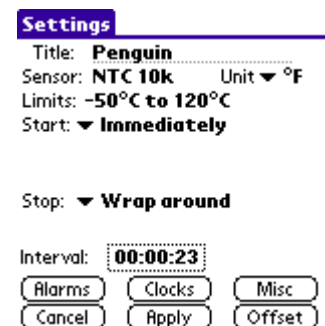 Settings
Title: Penguin
Sensor: NTC 10k Unit °F
Limits: -50°C to 120°C
Start: Immediately
Stop: Wrap around
Interval: 00:00:23
Alarms Clocks Misc
Cancel Apply Offset